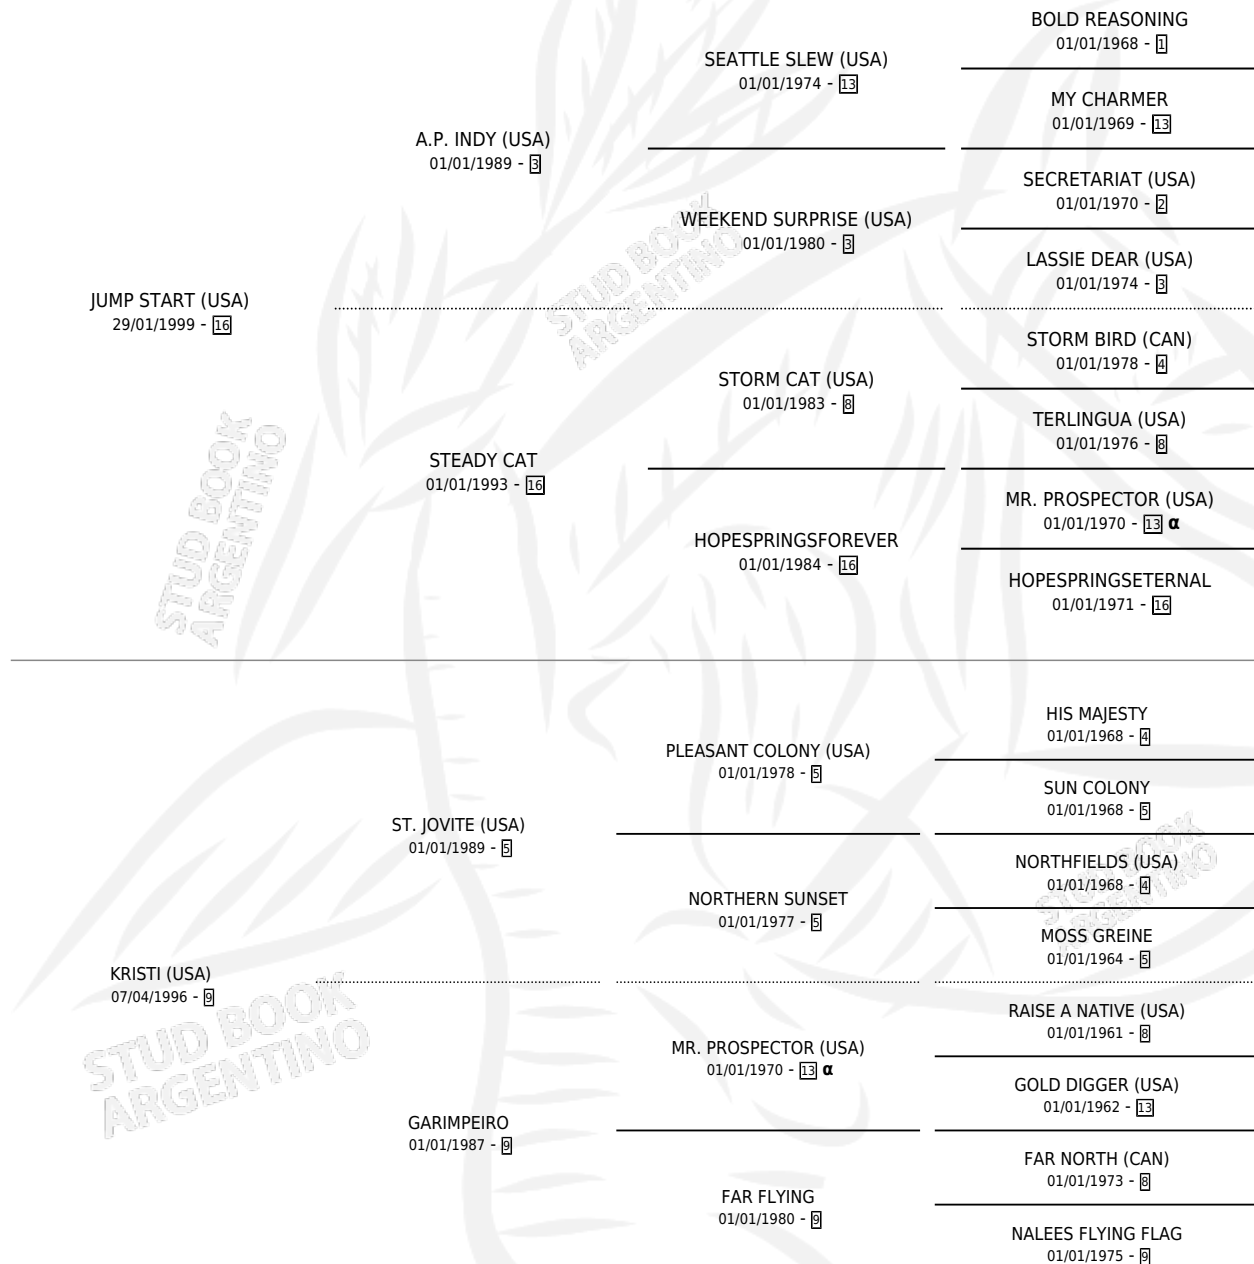 BOLD REASONING
01/01/1968 - 1
SEATTLE SLEW (USA)
01/01/1974 - 13
MY CHARMER
01/01/1969 - 13
A.P. INDY (USA)
01/01/1989 - 3
SECRETARIAT (USA)
01/01/1970 - 2
WEEKEND SURPRISE (USA)
01/01/1980 - 3
LASSIE DEAR (USA)
01/01/1974 - 3
JUMP START (USA)
29/01/1999 - 16
STORM BIRD (CAN)
01/01/1978 - 4
STORM CAT (USA)
01/01/1983 - 8
TERLINGUA (USA)
01/01/1976 - 8
STEADY CAT
01/01/1993 - 16
MR. PROSPECTOR (USA)
01/01/1970 - 13 α
HOPESPRINGSFOREVER
01/01/1984 - 16
HOPESPRINGSETERNAL
01/01/1971 - 16
HIS MAJESTY
01/01/1968 - 4
PLEASANT COLONY (USA)
01/01/1978 - 5
SUN COLONY
01/01/1968 - 5
ST. JOVITE (USA)
01/01/1989 - 5
NORTHFIELDS (USA)
01/01/1968 - 4
NORTHERN SUNSET
01/01/1977 - 5
MOSS GREINE
01/01/1964 - 5
KRISTI (USA)
07/04/1996 - 9
RAISE A NATIVE (USA)
01/01/1961 - 8
MR. PROSPECTOR (USA)
01/01/1970 - 13 α
GOLD DIGGER (USA)
01/01/1962 - 13
GARIMPEIRO
01/01/1987 - 9
FAR NORTH (CAN)
01/01/1973 - 8
FAR FLYING
01/01/1980 - 9
NALEES FLYING FLAG
01/01/1975 - 9
STUD BOOK
ARGENTINO
STUD BOOK
ARGENTINO
STUD BOOK
ARGENTINO
STUD BOOK
ARGENTINO